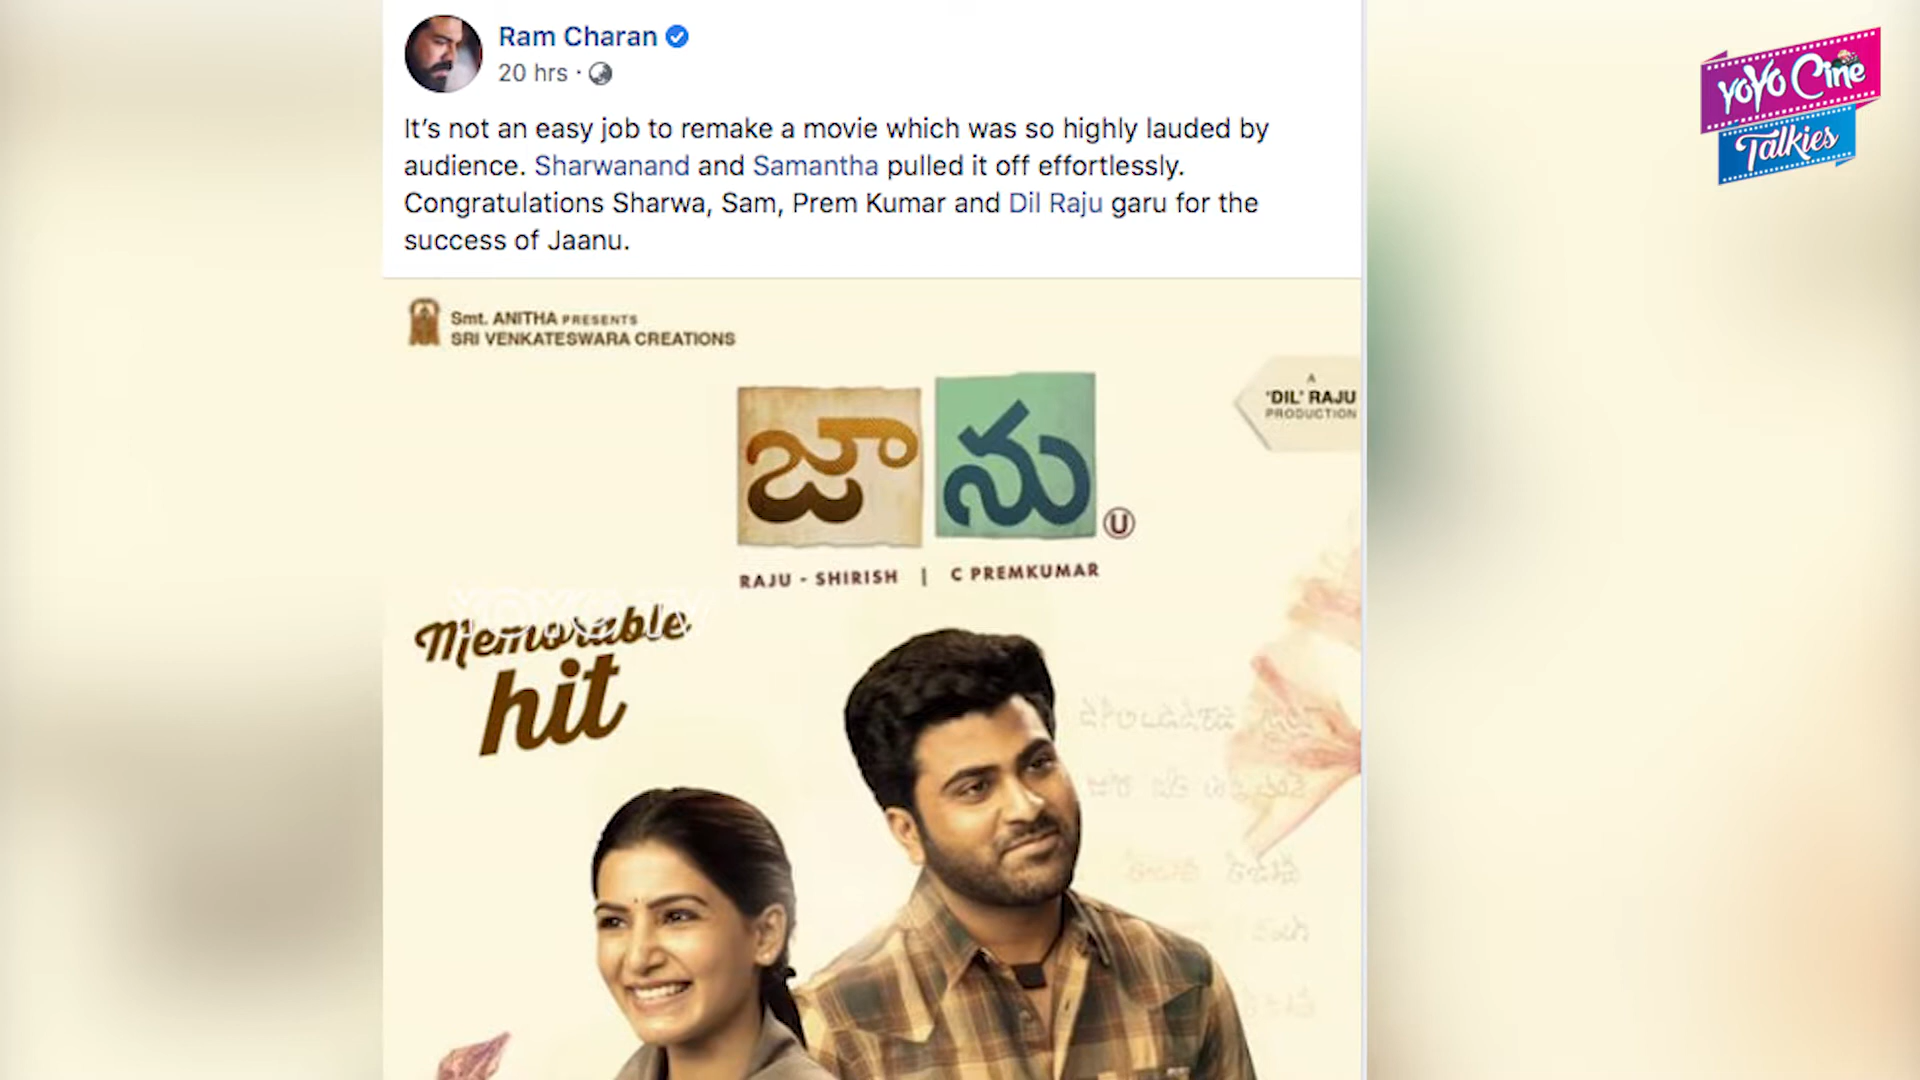 Ram Charan
20 hrs ·
It's not an easy job to remake a movie which was so highly lauded by
audience. Sharwanand and Samantha pulled it off effortlessly.
Congratulations Sharwa, Sam, Prem Kumar and Dil Raju garu for the
success of Jaanu.
YOYO Cine
Talkies
Smt. ANITHA PRESENTS
SRI VENKATESWARA CREATIONS
A
'DIL' RAJU
PRODUCTION
జాను
U
RAJU - SHIRISH | C PREMKUMAR
Memorable
hit